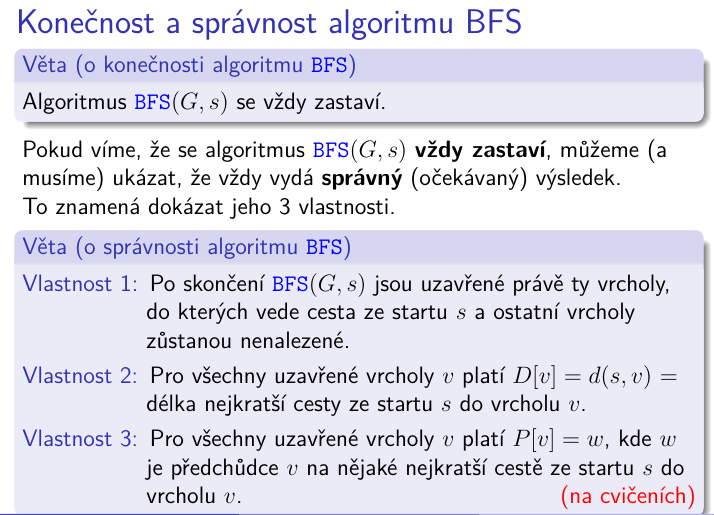 Konečnost a správnost algoritmu BFS
Věta (o konečnosti algoritmu BFS)
Algoritmus BFS(G, s) se vždy zastaví.
Pokud víme, že se algoritmus BFS(G, s) vždy zastaví, můžeme (a
musíme) ukázat, že vždy vydá správný (očekávaný) výsledek.
To znamená dokázat jeho 3 vlastnosti.
Věta (o správnosti algoritmu BFS)
Vlastnost 1: Po skončení BFS(G, s) jsou uzavřené právě ty vrcholy,
do kterých vede cesta ze startu s a ostatní vrcholy
zůstanou nenalezené.
Vlastnost 2: Pro všechny uzavřené vrcholy v platí D[v] = d(s, v) =
délka nejkratší cesty ze startu s do vrcholu v.
Vlastnost 3: Pro všechny uzavřené vrcholy v platí P[v] = w, kde w
je předchůdce v na nějaké nejkratší cestě ze startu s do
vrcholu v. (na cvičeních)